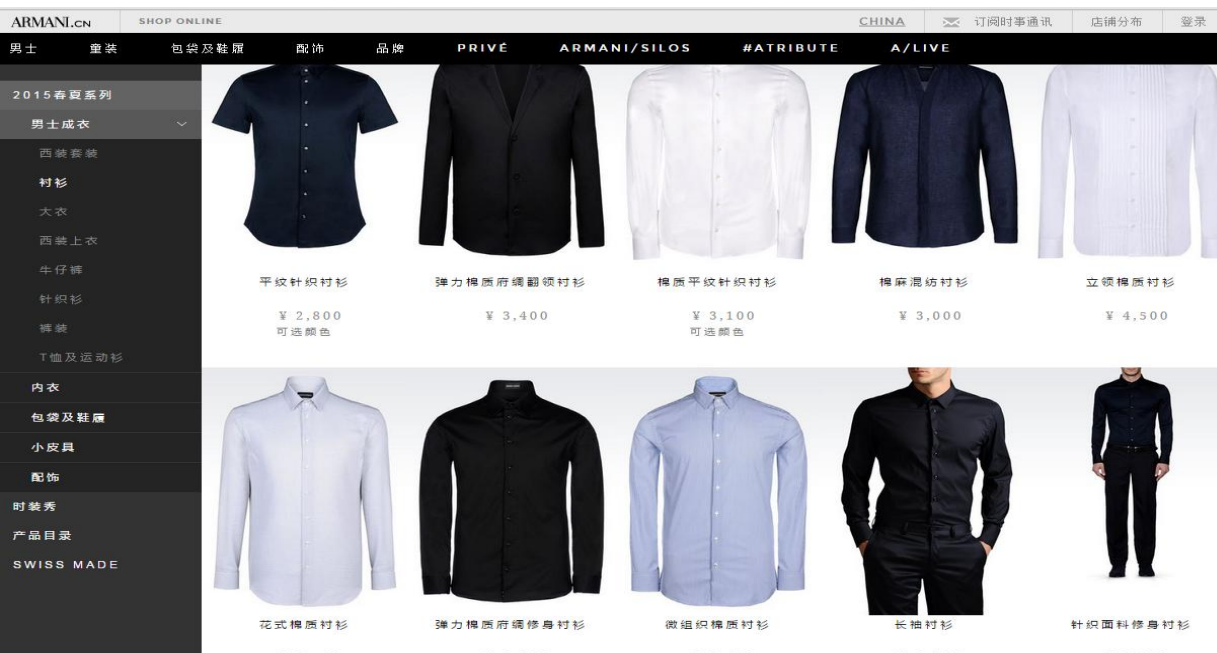 ARMANI.CN SHOP ONLINE CHINA 订阅时事通讯 店铺分布 登录
男士 童装 包袋及鞋履 配饰 品牌 PRIVÉ ARMANI/SILOS #ATRIBUTE A/LIVE
2015春夏系列
男士成衣
西装套装
衬衫
大衣
西装上衣
牛仔裤
针织衫
裤装
T恤及运动衫
内衣
包袋及鞋履
小皮具
配饰
时装秀
产品目录
SWISS MADE
平纹针织衬衫 弹力棉质府绸翻领衬衫 棉质平纹针织衬衫 棉麻混纺衬衫 立领棉质衬衫
¥ 2,800 ¥ 3,400 ¥ 3,100 ¥ 3,000 ¥ 4,500
可选颜色 可选颜色
花式棉质衬衫 弹力棉质府绸修身衬衫 微组织棉质衬衫 长袖衬衫 针织面料修身衬衫